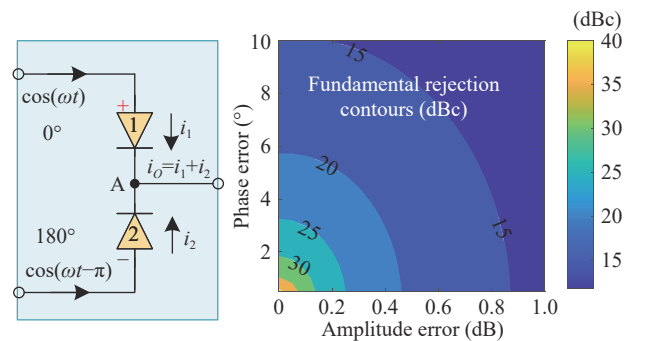 cos(ωt)
0°
+
1
i₁
A
i_O=i₁+i₂
180°
2
i₂
−
cos(ωt−π)
Fundamental rejection
contours (dBc)
15
20
25
30
15
Phase error (°)
10
8
6
4
2
0
0.2
0.4
0.6
0.8
1.0
Amplitude error (dB)
(dBc)
40
35
30
25
20
15